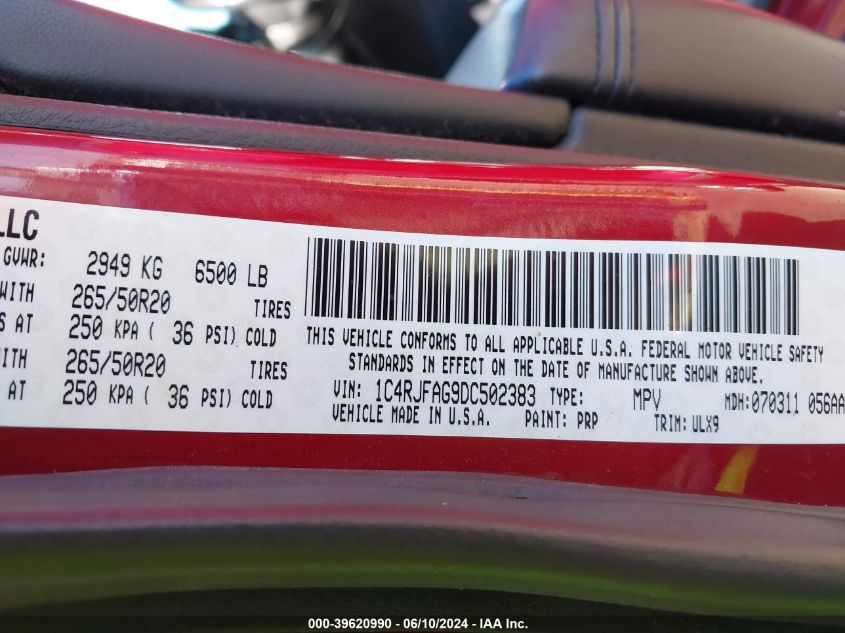 LLC
GVWR: 2949 KG 6500 LB
WITH 265/50R20 TIRES
S AT 250 KPA ( 36 PSI) COLD
WITH 265/50R20 TIRES
AT 250 KPA ( 36 PSI) COLD
THIS VEHICLE CONFORMS TO ALL APPLICABLE U.S.A. FEDERAL MOTOR VEHICLE SAFETY
STANDARDS IN EFFECT ON THE DATE OF MANUFACTURE SHOWN ABOVE.
VIN: 1C4RJFAG9DC502383 TYPE: MPV MDH:070311 056AA
VEHICLE MADE IN U.S.A. PAINT: PRP TRIM: ULX9
000-39620990 - 06/10/2024 - IAA Inc.